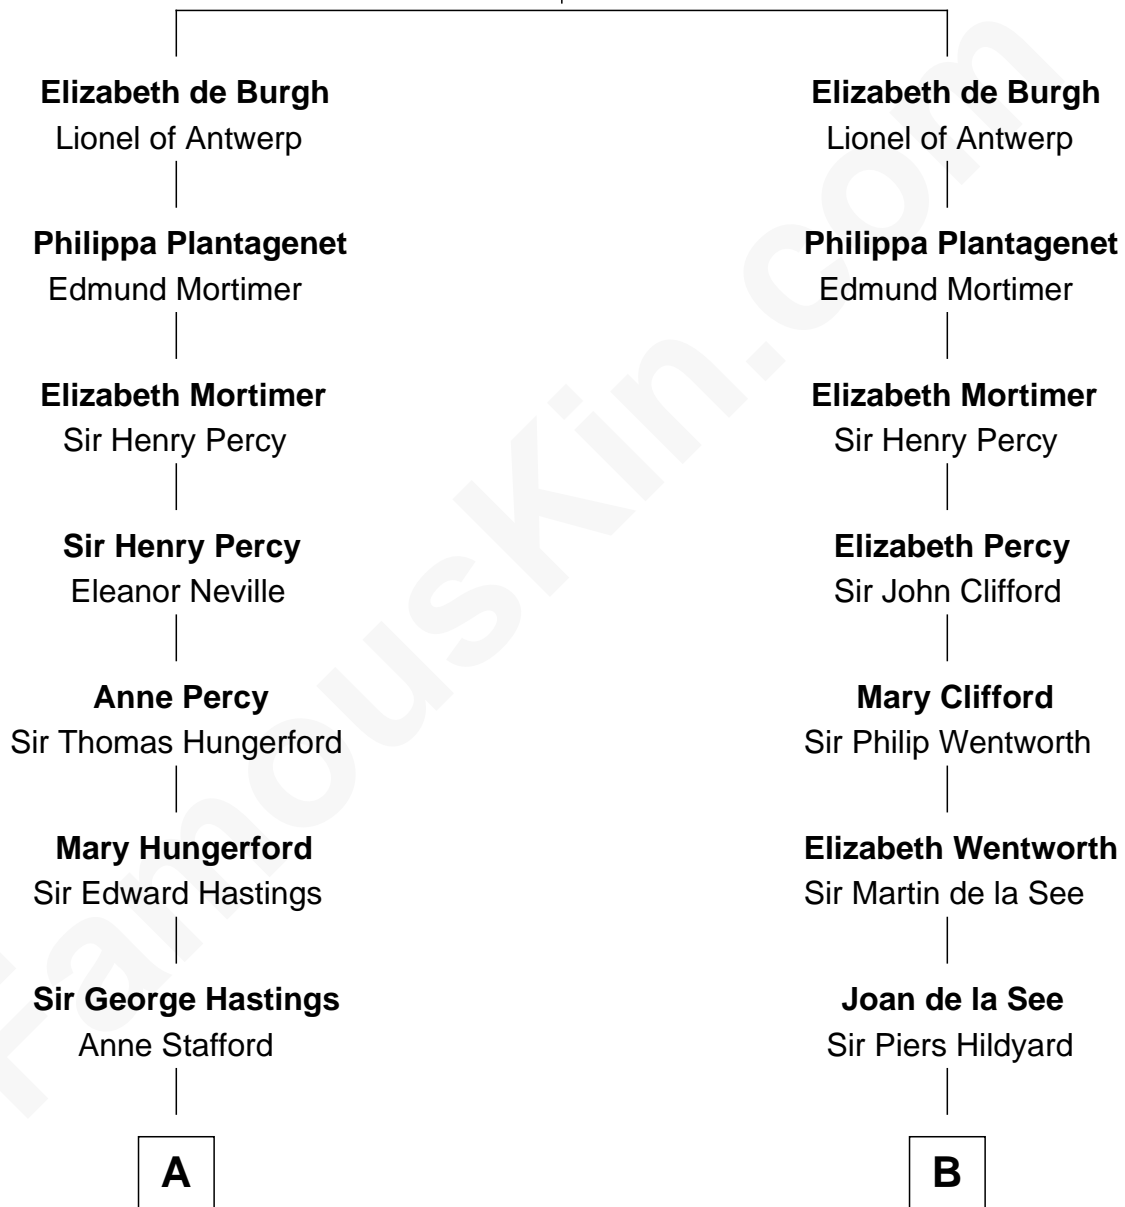 Elizabeth de Burgh
Lionel of Antwerp
Philippa Plantagenet
Edmund Mortimer
Elizabeth Mortimer
Sir Henry Percy
Sir Henry Percy
Eleanor Neville
Anne Percy
Sir Thomas Hungerford
Mary Hungerford
Sir Edward Hastings
Sir George Hastings
Anne Stafford
A
Elizabeth de Burgh
Lionel of Antwerp
Philippa Plantagenet
Edmund Mortimer
Elizabeth Mortimer
Sir Henry Percy
Elizabeth Percy
Sir John Clifford
Mary Clifford
Sir Philip Wentworth
Elizabeth Wentworth
Sir Martin de la See
Joan de la See
Sir Piers Hildyard
B
FamousKin.com